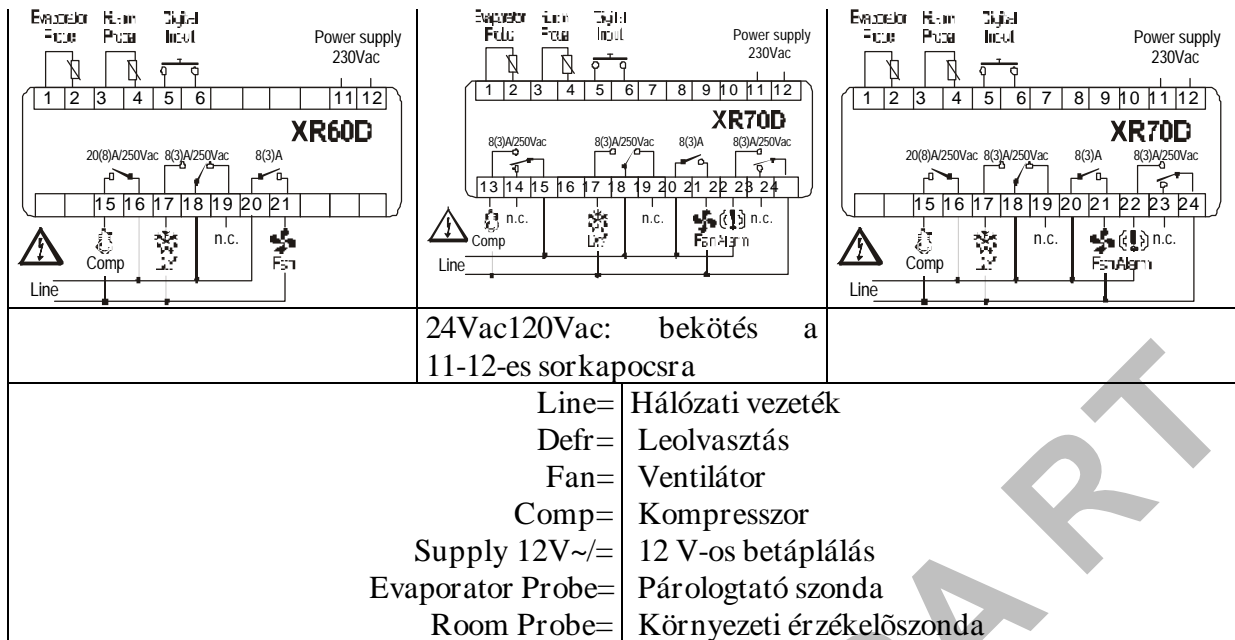 Power supply
230Vac
1 2 3 4 5 6 11 12
XR60D
20(8)A/250Vac 8(3)A/250Vac 8(3)A
15 16 17 18 19 20 21
n.c.
Comp
Line
Evaporator
Power supply
230Vac
1 2 3 4 5 6 7 8 9 10 11 12
XR70D
8(3)A/250Vac 8(3)A/250Vac 8(3)A 8(3)A/250Vac
13 14 15 16 17 18 19 20 21 22 23 24
n.c. n.c. n.c.
Comp Fan Alarm
Line
Power supply
230Vac
1 2 3 4 5 6 7 8 9 10 11 12
XR70D
20(8)A/250Vac 8(3)A/250Vac 8(3)A 8(3)A/250Vac
15 16 17 18 19 20 21 22 23 24
n.c. n.c.
Comp
Line
24Vac120Vac: bekötés a
11-12-es sorkapocsra
Line= Hálózati vezeték
Defr= Leolvasztás
Fan= Ventilátor
Comp= Kompresszor
Supply 12V~/= 12 V-os betáplálás
Evaporator Probe= Párologtató szonda
Room Probe= Környezeti érzékelõszonda
ART